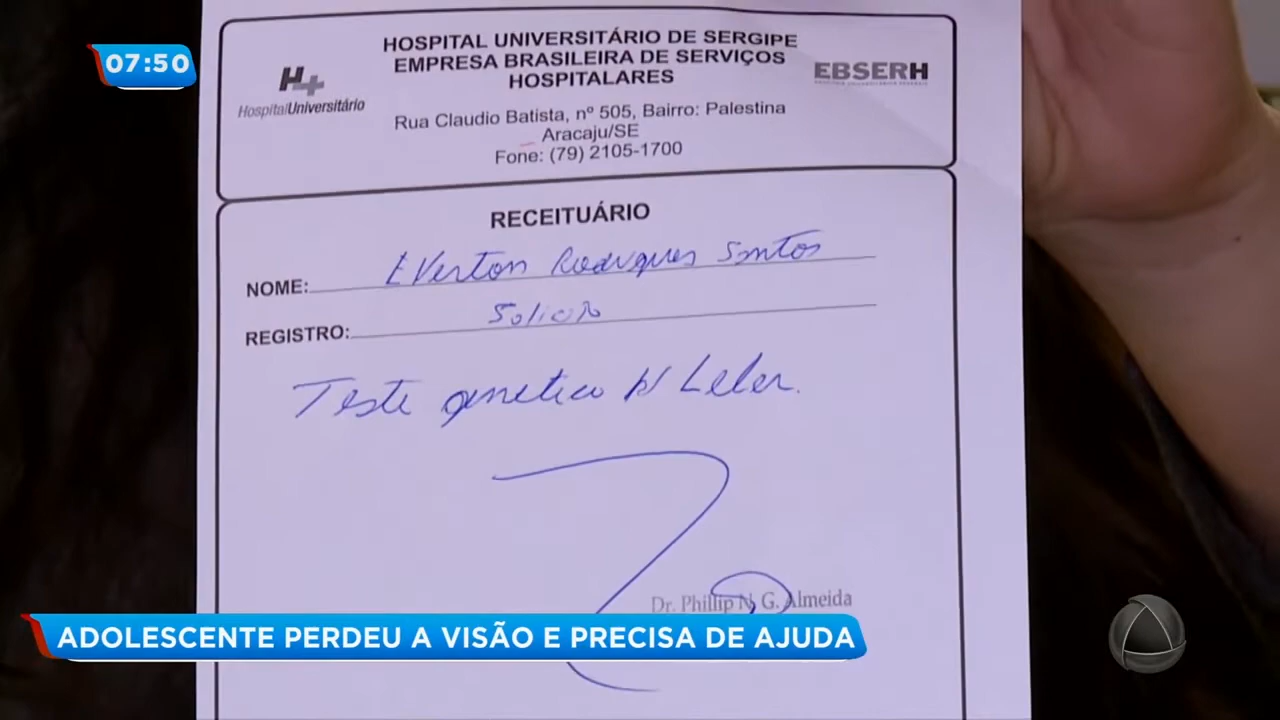 07:50
HOSPITAL UNIVERSITÁRIO DE SERGIPE
EMPRESA BRASILEIRA DE SERVIÇOS
HOSPITALARES
Rua Claudio Batista, nº 505, Bairro: Palestina
Aracaju/SE
Fone: (79) 2105-1700
H+
HospitalUniversitário
EBSERH
RECEITUÁRIO
NOME: Everton Rodrigues Santos
REGISTRO: Solicito
Teste genetico p/ Leber.
Dr. Phillip N. G. Almeida
ADOLESCENTE PERDEU A VISÃO E PRECISA DE AJUDA